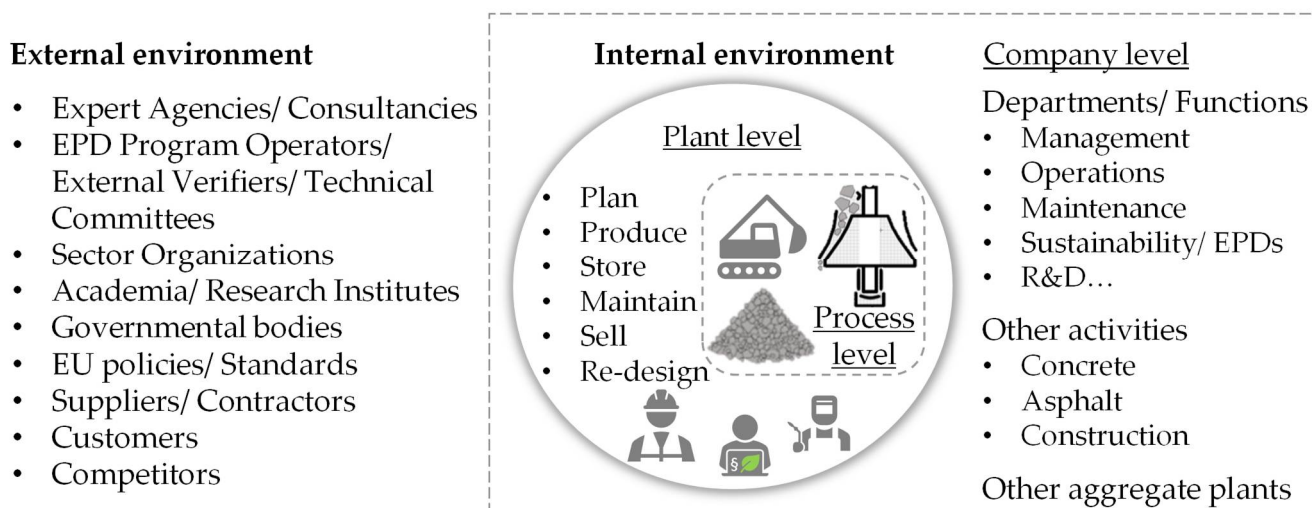 External environment
• Expert Agencies/ Consultancies
• EPD Program Operators/
External Verifiers/ Technical
Committees
• Sector Organizations
• Academia/ Research Institutes
• Governmental bodies
• EU policies/ Standards
• Suppliers/ Contractors
• Customers
• Competitors
Internal environment
Plant level
• Plan
• Produce
• Store
• Maintain
• Sell
• Re-design
Process
level
§
Company level
Departments/ Functions
• Management
• Operations
• Maintenance
• Sustainability/ EPDs
• R&D…
Other activities
• Concrete
• Asphalt
• Construction
Other aggregate plants